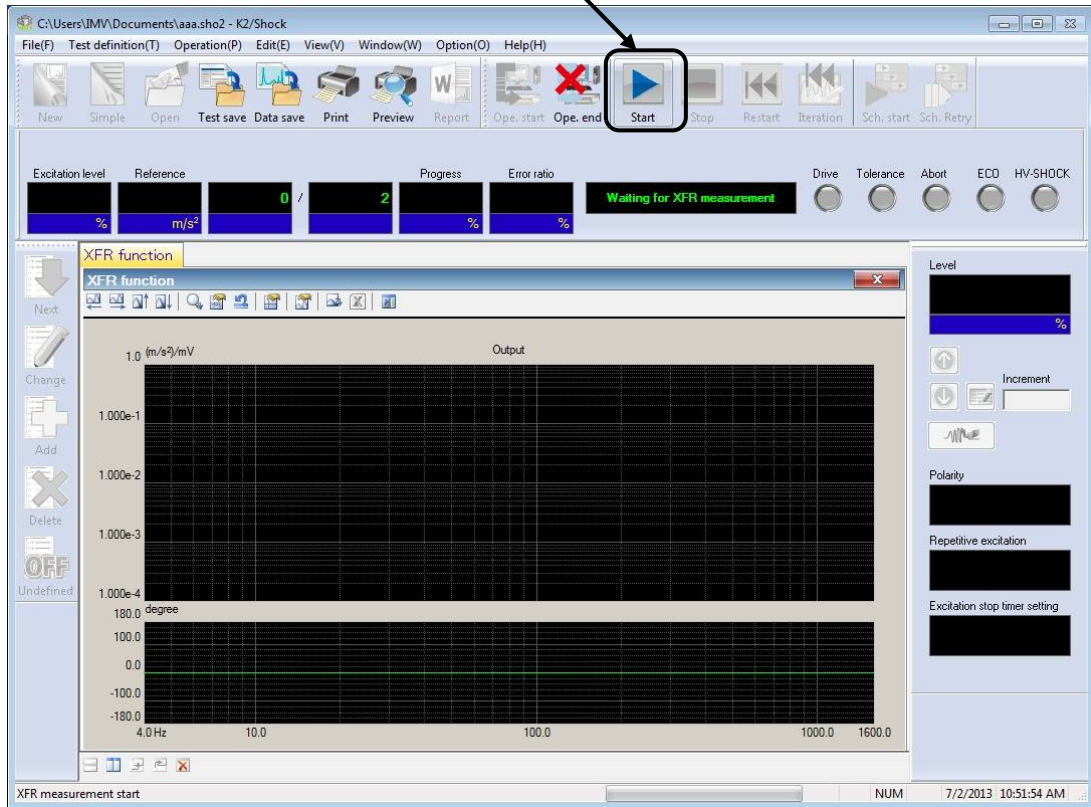 C:\Users\IMV\Documents\aaa.sho2 - K2/Shock
File(F) Test definition(T) Operation(P) Edit(E) View(V) Window(W) Option(O) Help(H)
W
New Simple Open Test save Data save Print Preview Report Ope. start Ope. end Start Stop Restart Iteration Sch. start Sch. Retry
Excitation level Reference Progress Error ratio Drive Tolerance Abort ECO HV-SHOCK
0 / 2 Waiting for XFR measurement
% m/s² % %
XFR function
XFR function
Next
Change
Add
Delete
OFF
Undefined
Output
1.0 (m/s²)/mV
1.000e-1
1.000e-2
1.000e-3
1.000e-4
180.0 degree
100.0
0.0
-100.0
-180.0
4.0 Hz 10.0 100.0 1000.0 1600.0
Level
%
Increment
Polarity
Repetitive excitation
Excitation stop timer setting
XFR measurement start NUM 7/2/2013 10:51:54 AM